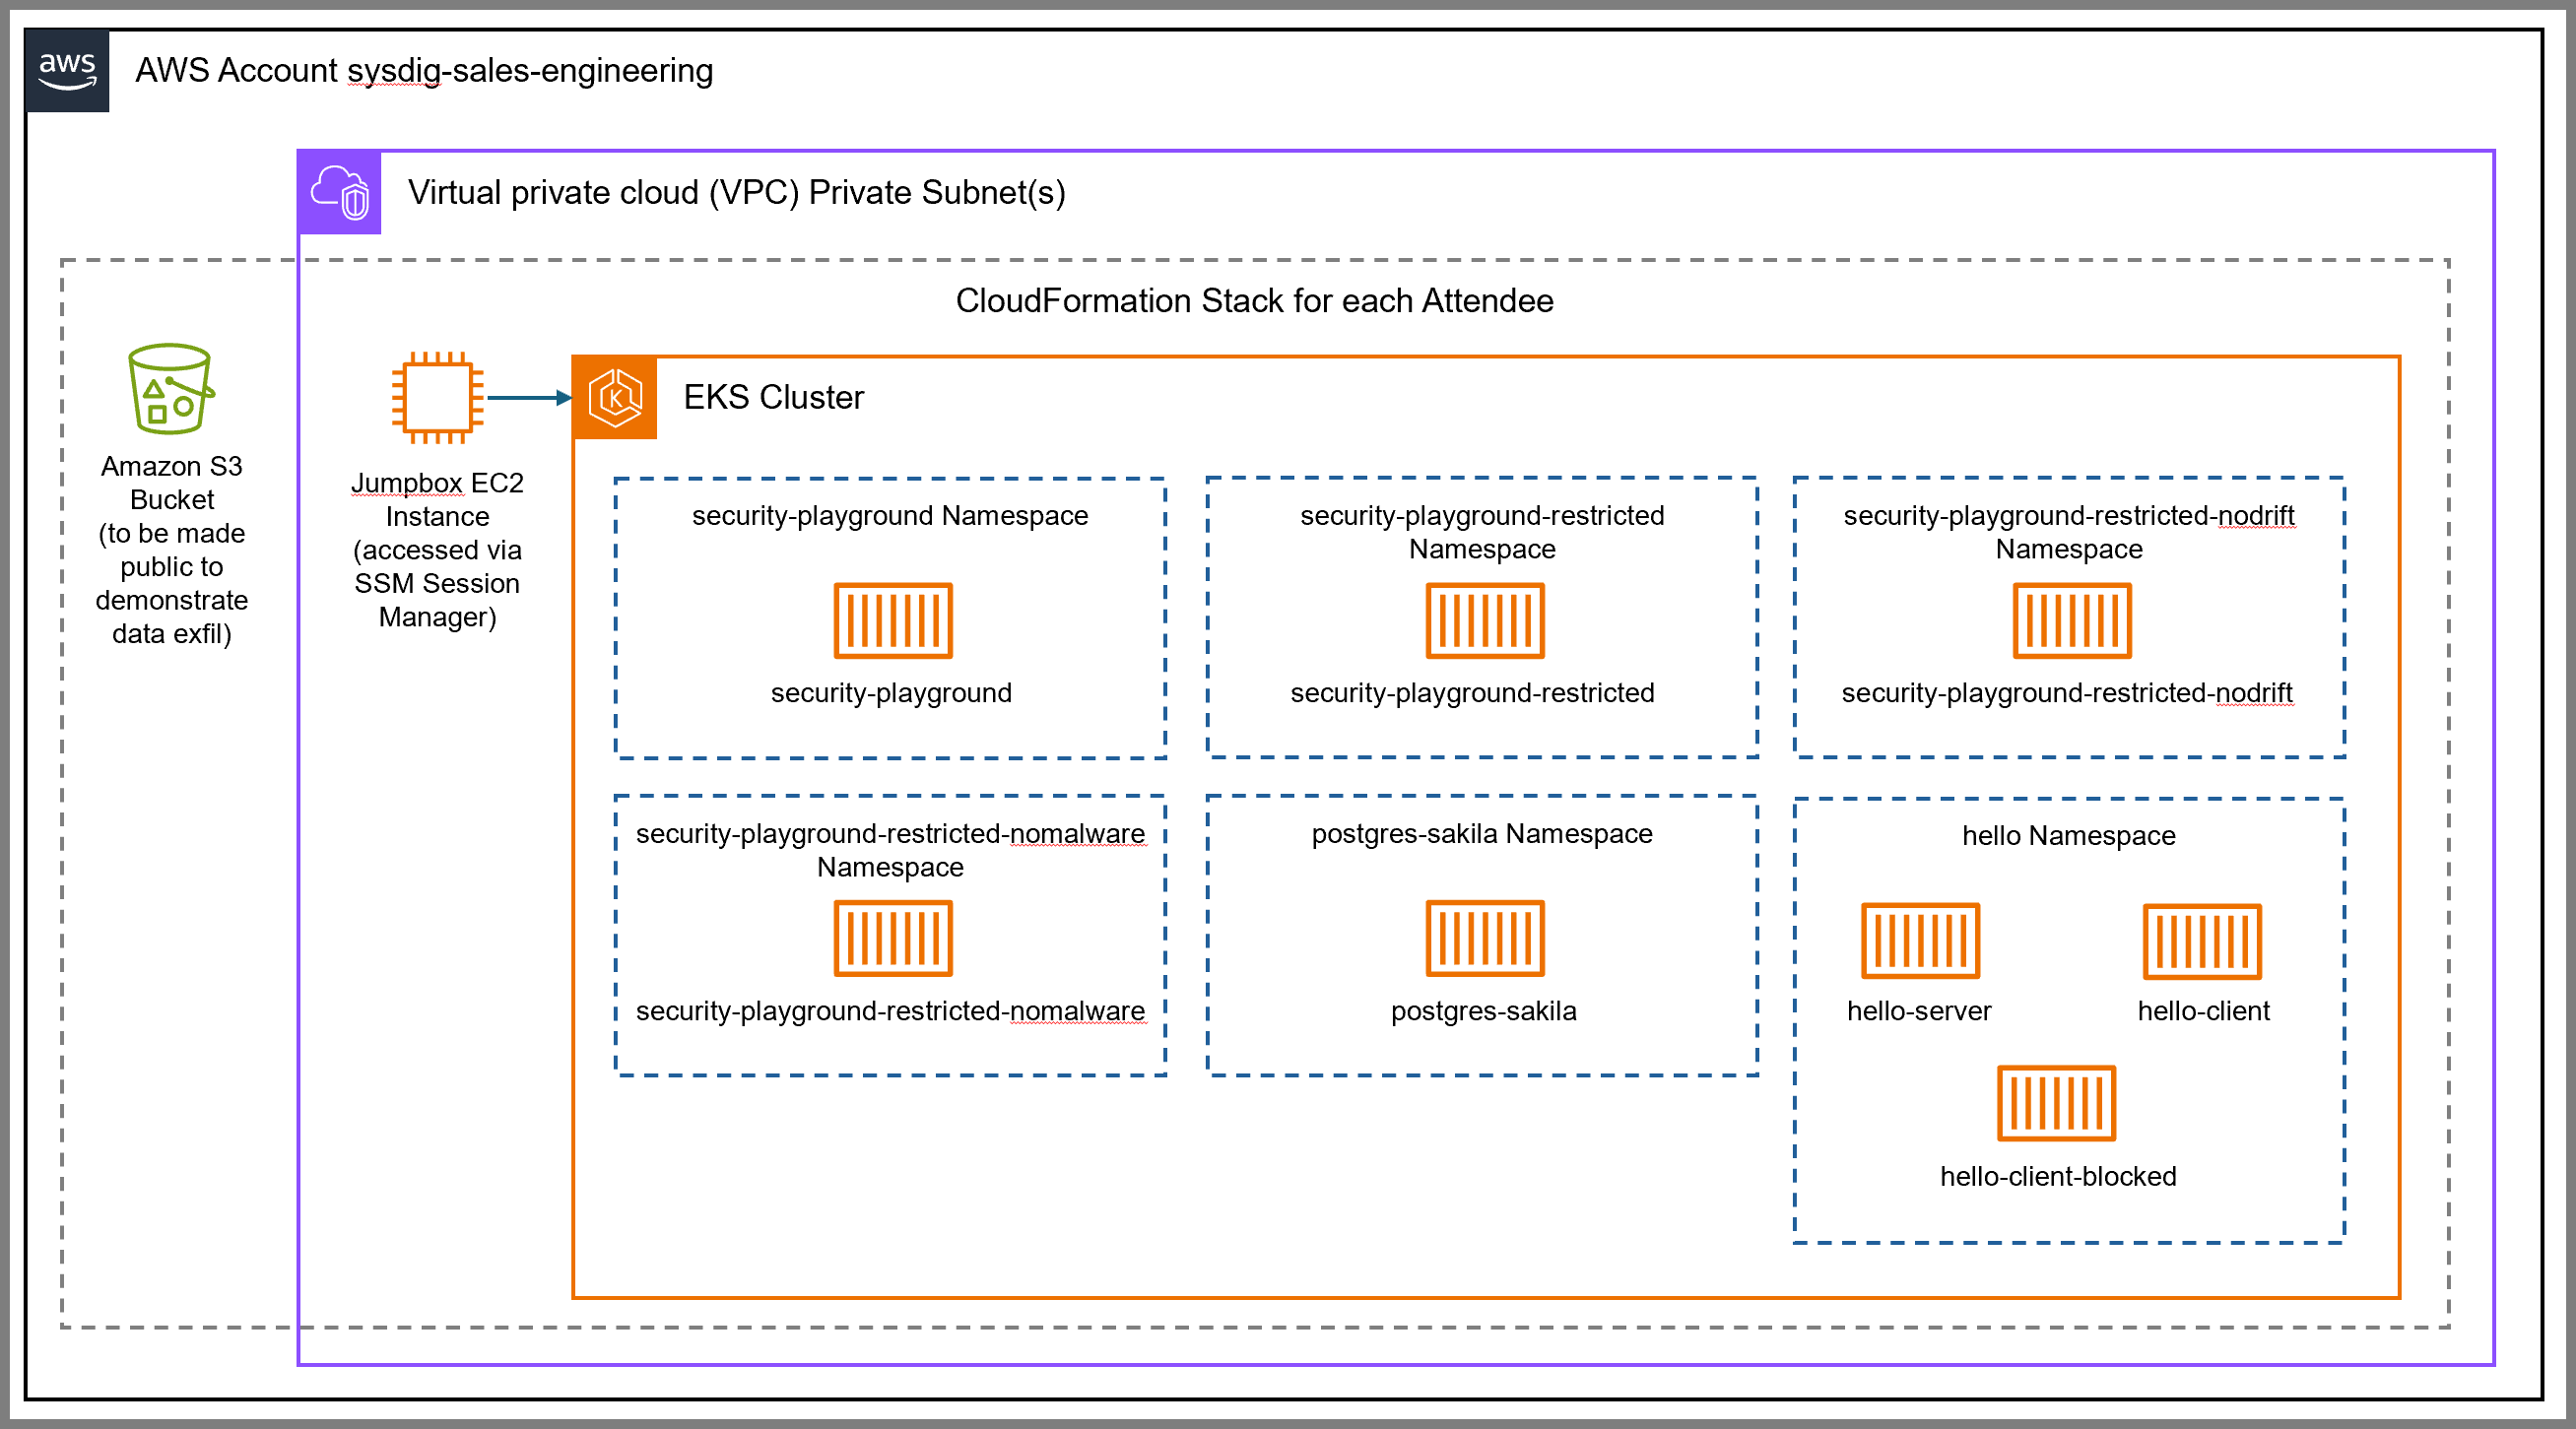 aws
AWS Account sysdig-sales-engineering
Virtual private cloud (VPC) Private Subnet(s)
CloudFormation Stack for each Attendee
Amazon S3
Bucket
(to be made
public to
demonstrate
data exfil)
Jumpbox EC2
Instance
(accessed via
SSM Session
Manager)
K
EKS Cluster
security-playground Namespace
security-playground
security-playground-restricted
Namespace
security-playground-restricted
security-playground-restricted-nodrift
Namespace
security-playground-restricted-nodrift
security-playground-restricted-nomalware
Namespace
security-playground-restricted-nomalware
postgres-sakila Namespace
postgres-sakila
hello Namespace
hello-server
hello-client
hello-client-blocked